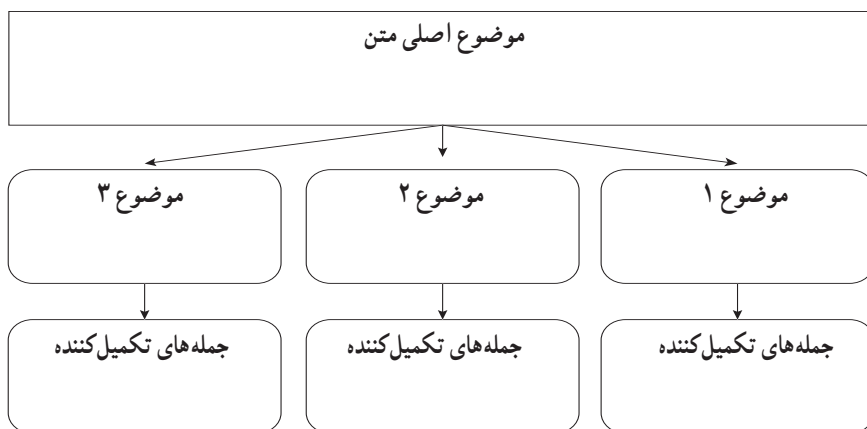 موضوع اصلی متن
موضوع ۱
موضوع ۲
موضوع ۳
جمله‌های تکمیل‌کننده
جمله‌های تکمیل‌کننده
جمله‌های تکمیل‌کننده